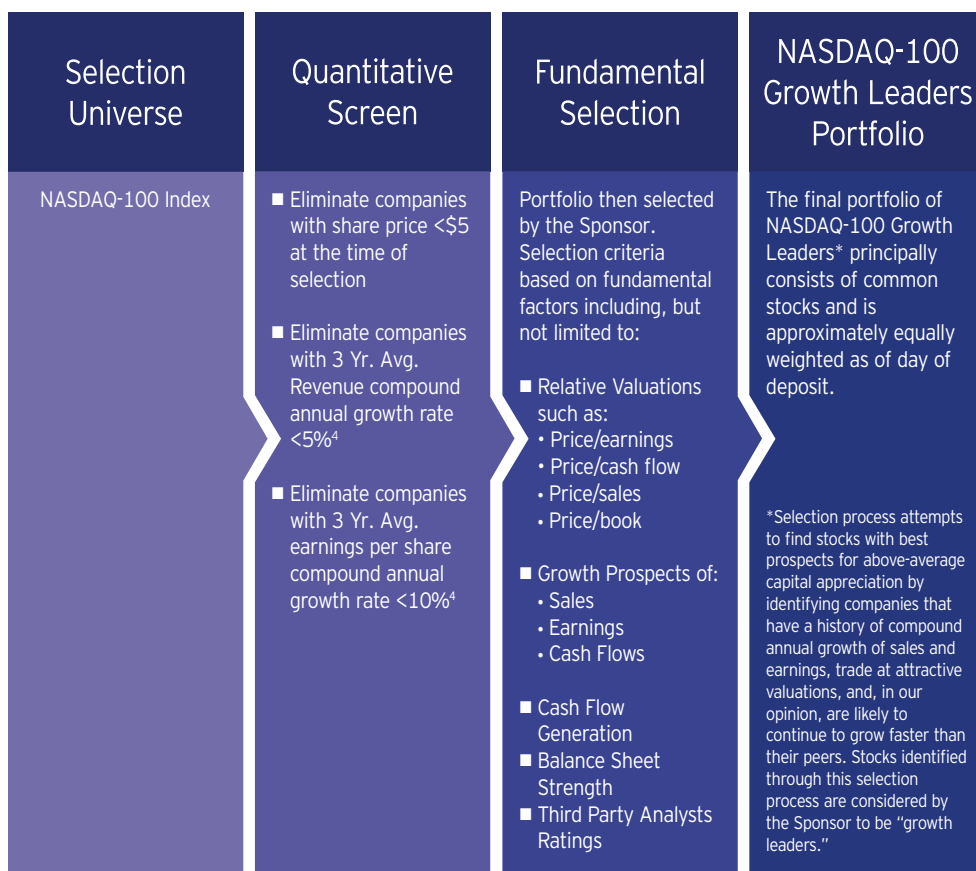 Selection
Universe
NASDAQ-100 Index
Quantitative
Screen
■ Eliminate companies
with share price <$5
at the time of
selection
■ Eliminate companies
with 3 Yr. Avg.
Revenue compound
annual growth rate
<5%⁴
■ Eliminate companies
with 3 Yr. Avg.
earnings per share
compound annual
growth rate <10%⁴
Fundamental
Selection
Portfolio then selected
by the Sponsor.
Selection criteria
based on fundamental
factors including, but
not limited to:
■ Relative Valuations
such as:
• Price/earnings
• Price/cash flow
• Price/sales
• Price/book
■ Growth Prospects of:
• Sales
• Earnings
• Cash Flows
■ Cash Flow
Generation
■ Balance Sheet
Strength
■ Third Party Analysts
Ratings
NASDAQ-100
Growth Leaders
Portfolio
The final portfolio of
NASDAQ-100 Growth
Leaders* principally
consists of common
stocks and is
approximately equally
weighted as of day of
deposit.
*Selection process attempts
to find stocks with best
prospects for above-average
capital appreciation by
identifying companies that
have a history of compound
annual growth of sales and
earnings, trade at attractive
valuations, and, in our
opinion, are likely to
continue to grow faster than
their peers. Stocks identified
through this selection
process are considered by
the Sponsor to be “growth
leaders.”